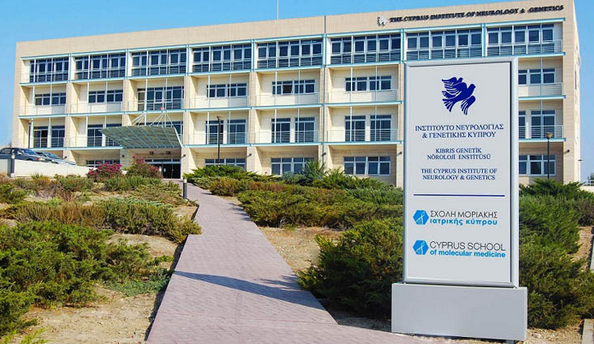 THE CYPRUS INSTITUTE OF NEUROLOGY & GENETICS
ΙΝΣΤΙΤΟΥΤΟ ΝΕΥΡΟΛΟΓΙΑΣ
& ΓΕΝΕΤΙΚΗΣ ΚΥΠΡΟΥ
KIBRIS GENETİK
NÖROLOJİ ENSTİTÜSÜ
THE CYPRUS INSTITUTE OF
NEUROLOGY & GENETICS
ΣΧΟΛΗ ΜΟΡΙΑΚΗΣ
ιατρικής κύπρου
CYPRUS SCHOOL
of molecular medicine